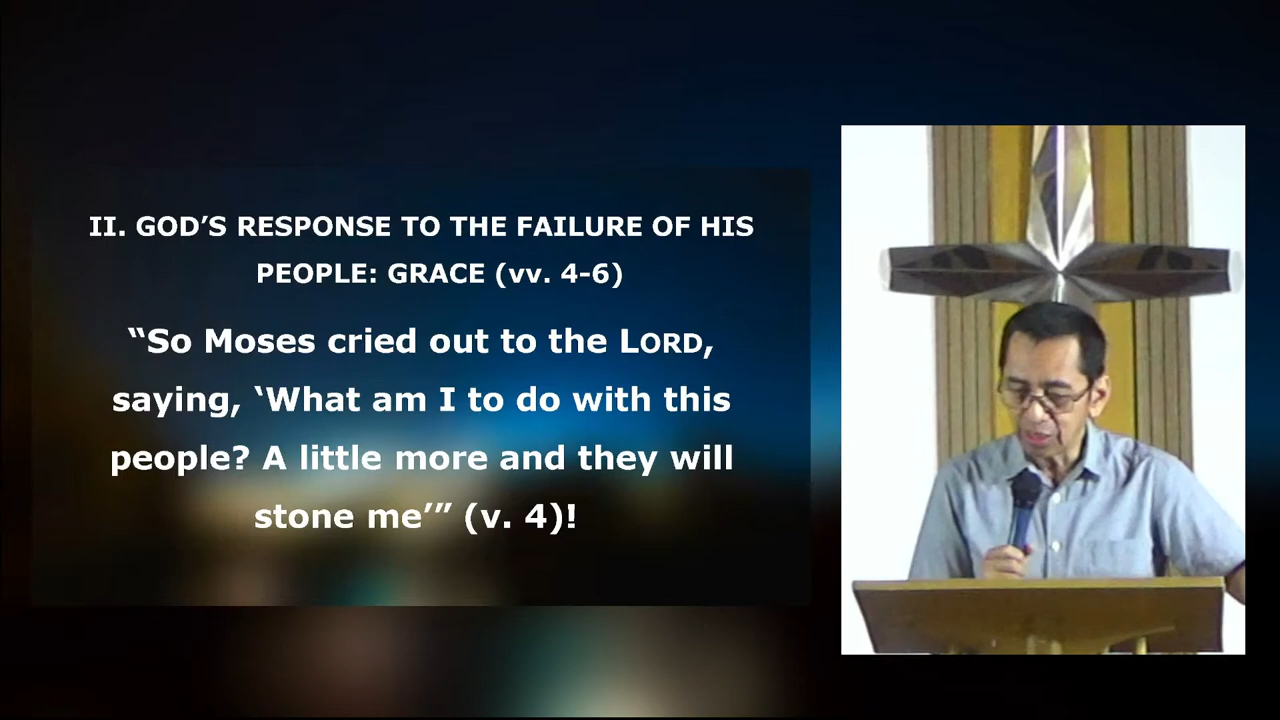 II. GOD’S RESPONSE TO THE FAILURE OF HIS
PEOPLE: GRACE (vv. 4-6)
“So Moses cried out to the LORD,
saying, ‘What am I to do with this
people? A little more and they will
stone me’” (v. 4)!